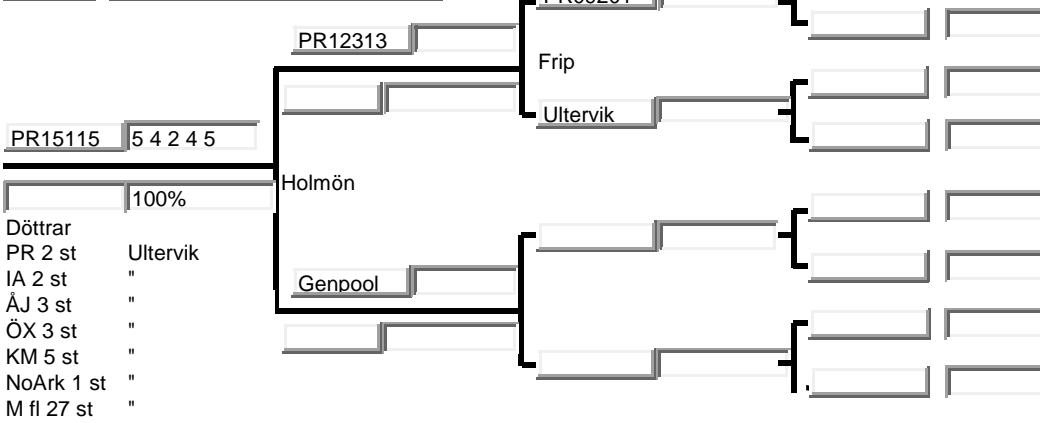 PR12313
Frip
Ultervik
PR15115 5 4 2 4 5
Holmön
100%
Döttrar
PR 2 st Ultervik
IA 2 st "
Genpool
ÅJ 3 st "
ÖX 3 st "
KM 5 st "
NoArk 1 st "
M fl 27 st "